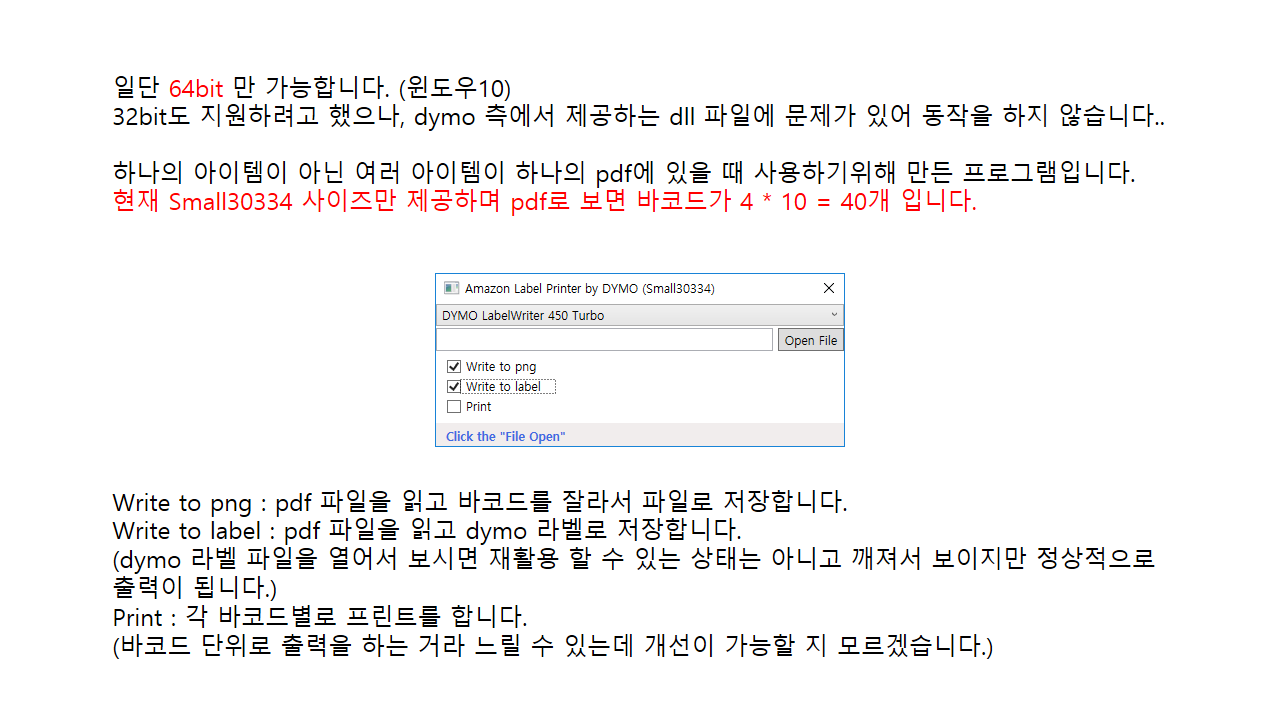 일단 64bit 만 가능합니다. (윈도우10)
32bit도 지원하려고 했으나, dymo 측에서 제공하는 dll 파일에 문제가 있어 동작을 하지 않습니다..
하나의 아이템이 아닌 여러 아이템이 하나의 pdf에 있을 때 사용하기위해 만든 프로그램입니다.
현재 Small30334 사이즈만 제공하며 pdf로 보면 바코드가 4 * 10 = 40개 입니다.
Amazon Label Printer by DYMO (Small30334)
DYMO LabelWriter 450 Turbo
Open File
Write to png
Write to label
Print
Click the "File Open"
Write to png : pdf 파일을 읽고 바코드를 잘라서 파일로 저장합니다.
Write to label : pdf 파일을 읽고 dymo 라벨로 저장합니다.
(dymo 라벨 파일을 열어서 보시면 재활용 할 수 있는 상태는 아니고 깨져서 보이지만 정상적으로
출력이 됩니다.)
Print : 각 바코드별로 프린트를 합니다.
(바코드 단위로 출력을 하는 거라 느릴 수 있는데 개선이 가능할 지 모르겠습니다.)